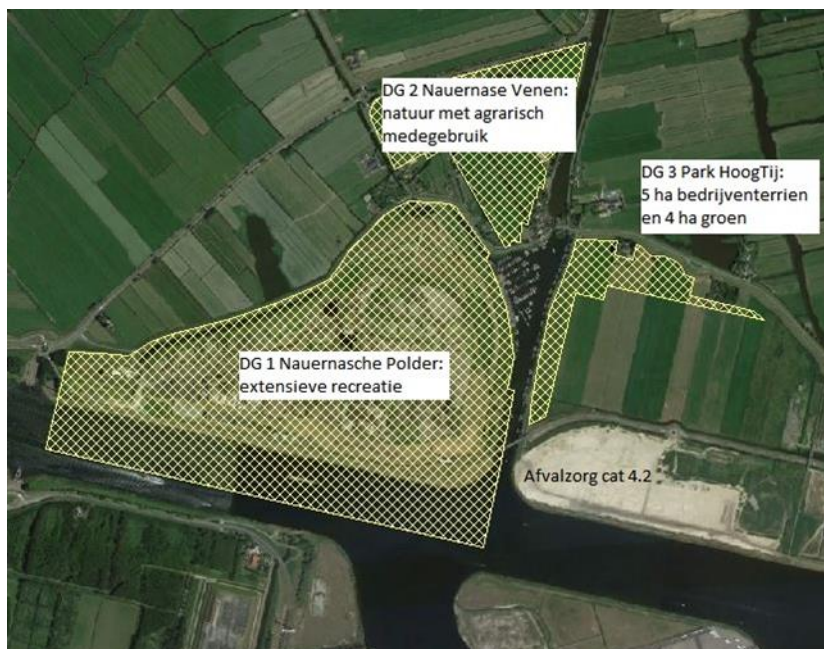 DG 2 Nauernase Venen:
natuur met agrarisch
medegebruik
DG 3 Park HoogTij:
5 ha bedrijventerrien
en 4 ha groen
DG 1 Nauernasche Polder:
extensieve recreatie
Afvalzorg cat 4.2